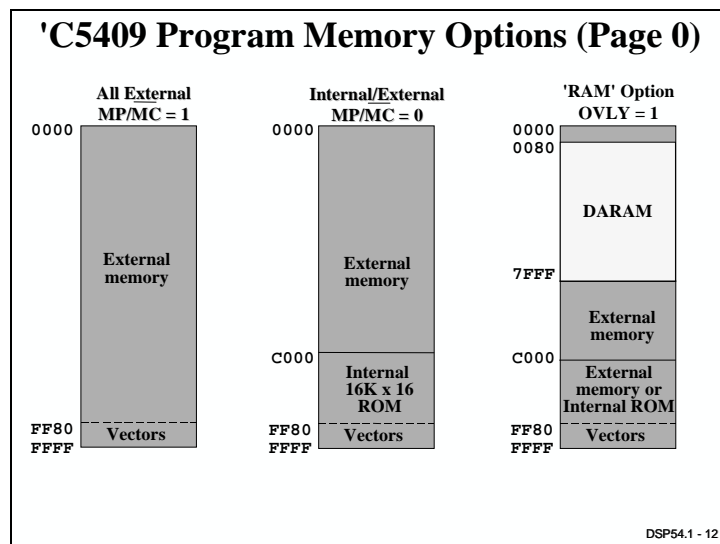 'C5409 Program Memory Options (Page 0)
All External
MP/MC = 1
0000
External
memory
FF80
Vectors
FFFF
Internal/External
MP/MC = 0
0000
External
memory
C000
Internal
16K x 16
ROM
FF80
Vectors
FFFF
'RAM' Option
OVLY = 1
0000
0080
DARAM
7FFF
External
memory
C000
External
memory or
Internal ROM
FF80
Vectors
FFFF
DSP54.1 - 12